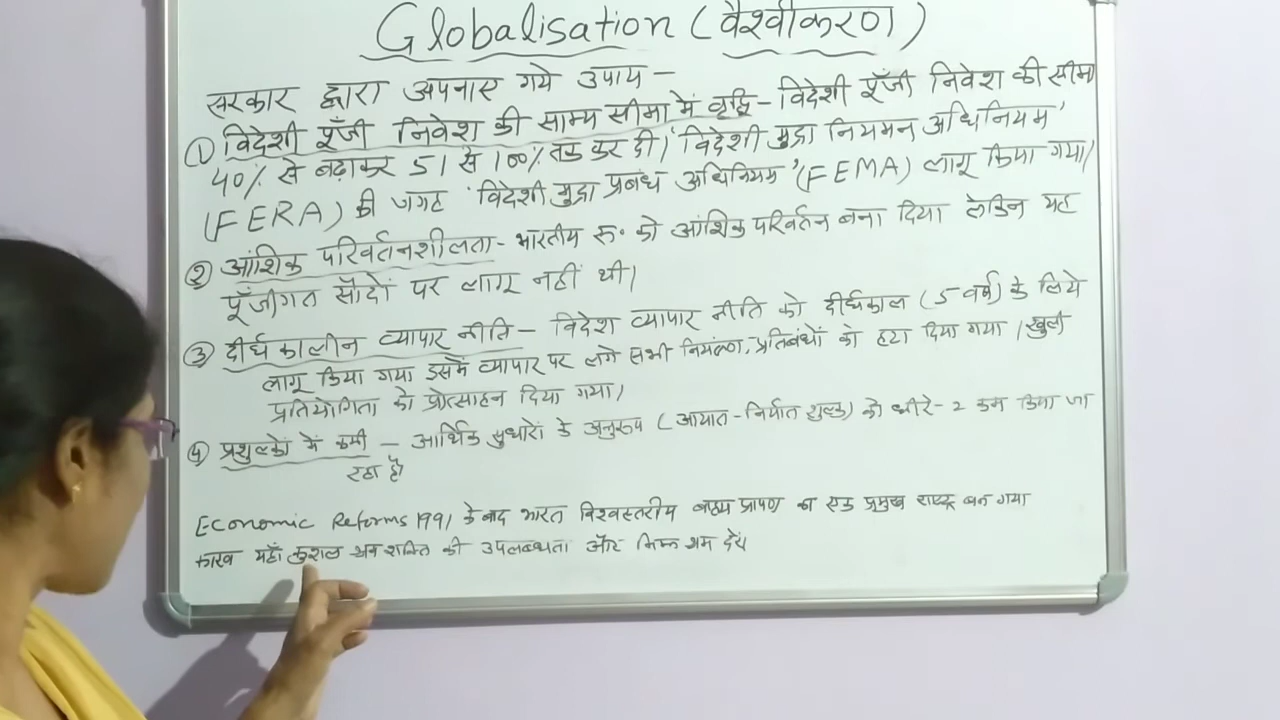 Globalisation (वैश्वीकरण)
सरकार द्वारा अपनाए गये उपाय -
① विदेशी पूँजी निवेश की साम्य सीमा में वृद्धि - विदेशी पूँजी निवेश की सीमा
40% से बढ़ाकर 51 से 100% तक कर दी। 'विदेशी मुद्रा नियमन अधिनियम'
(FERA) की जगह 'विदेशी मुद्रा प्रबंध अधिनियम' (FEMA) लागू किया गया।
② आंशिक परिवर्तनशीलता - भारतीय रु. को आंशिक परिवर्तन बना दिया लेकिन यह
पूँजीगत सौदों पर लागू नहीं थी।
③ दीर्घकालीन व्यापार नीति - विदेश व्यापार नीति को दीर्घकाल (5 वर्ष) के लिये
लागू किया गया इसमें व्यापार पर लगे सभी नियंत्रण, प्रतिबंधों को हटा दिया गया। खुली
प्रतियोगिता को प्रोत्साहन दिया गया।
④ प्रशुल्कों में कमी - आर्थिक सुधारों के अनुरूप (आयात-निर्यात शुल्क) को धीरे-2 कम किया जा
रहा है।
Economic Reforms 1991 के बाद भारत विश्वस्तरीय बाह्य प्रापण का एक प्रमुख राष्ट्र बन गया
यहाँ कुशल श्रम शक्ति की उपलब्धता और निम्न श्रम